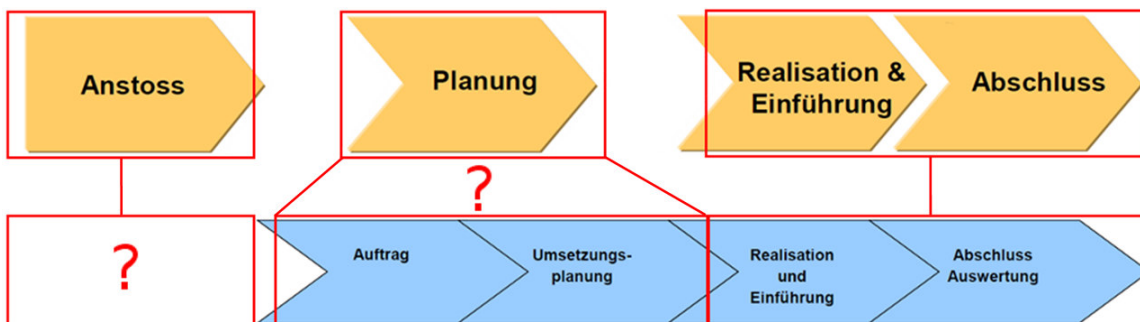 Anstoss
Planung
Realisation &
Einführung
Abschluss
?
?
Auftrag
Umsetzungs-
planung
Realisation
und
Einführung
Abschluss
Auswertung